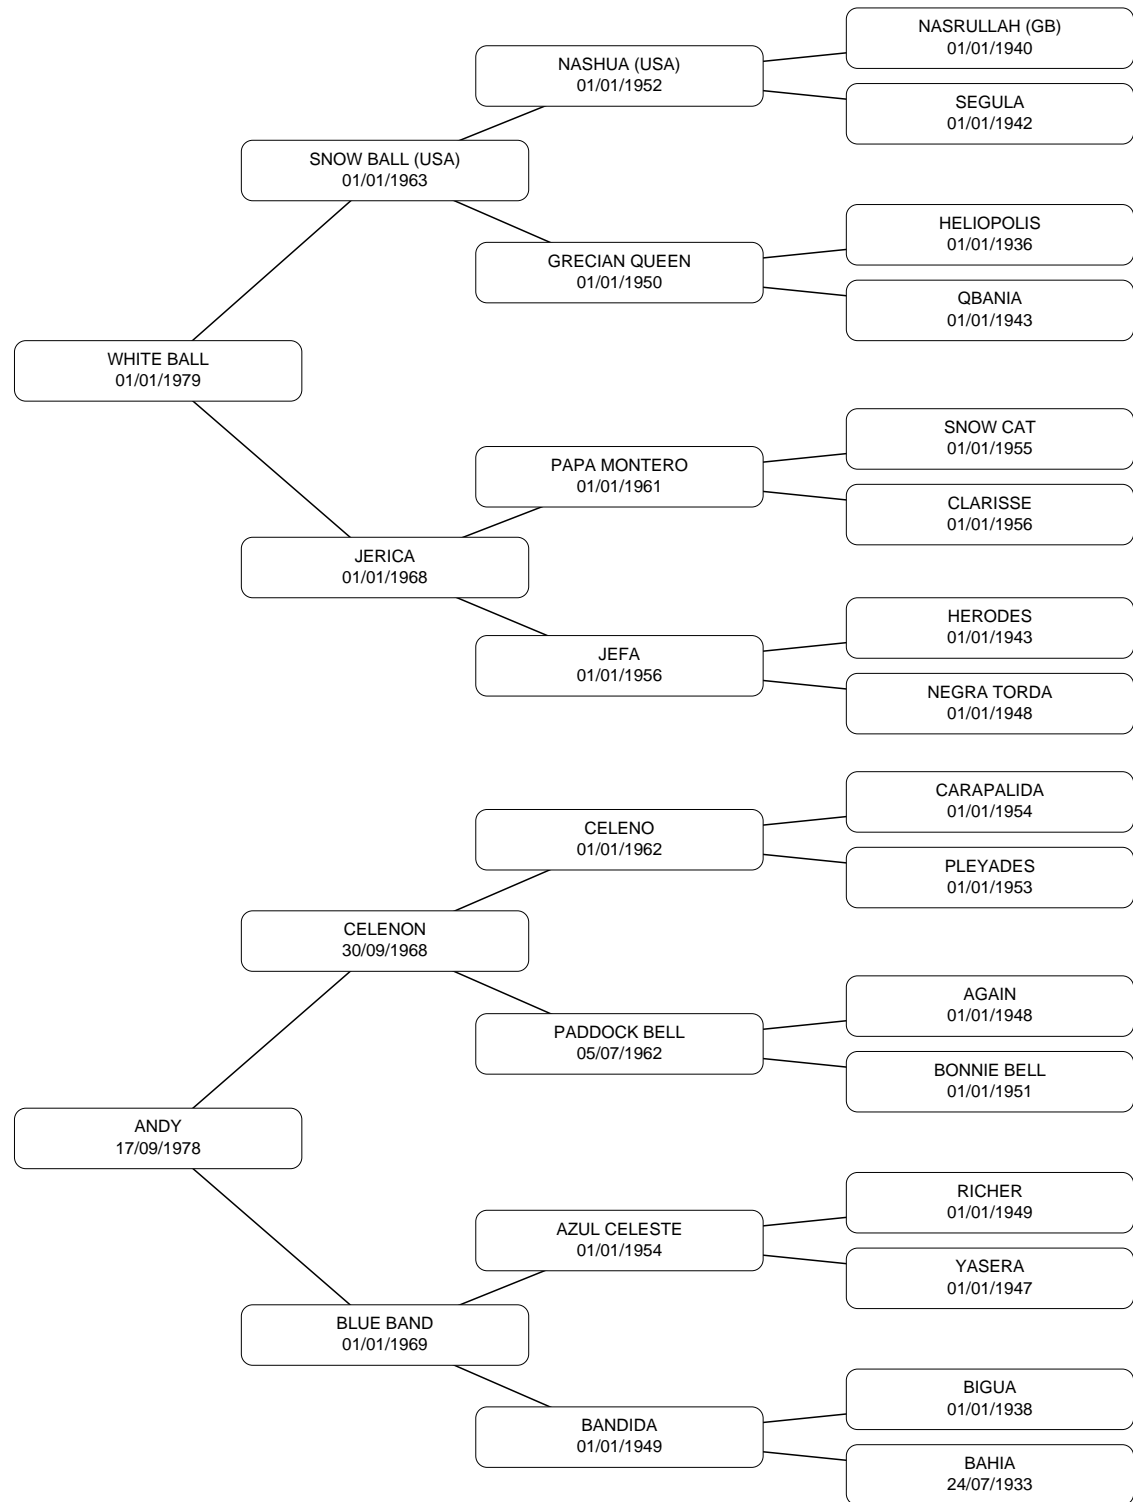 NASRULLAH (GB)
01/01/1940
NASHUA (USA)
01/01/1952
SEGULA
01/01/1942
SNOW BALL (USA)
01/01/1963
HELIOPOLIS
01/01/1936
GRECIAN QUEEN
01/01/1950
QBANIA
01/01/1943
WHITE BALL
01/01/1979
SNOW CAT
01/01/1955
PAPA MONTERO
01/01/1961
CLARISSE
01/01/1956
JERICA
01/01/1968
HERODES
01/01/1943
JEFA
01/01/1956
NEGRA TORDA
01/01/1948
CARAPALIDA
01/01/1954
CELENO
01/01/1962
PLEYADES
01/01/1953
CELENON
30/09/1968
AGAIN
01/01/1948
PADDOCK BELL
05/07/1962
BONNIE BELL
01/01/1951
ANDY
17/09/1978
RICHER
01/01/1949
AZUL CELESTE
01/01/1954
YASERA
01/01/1947
BLUE BAND
01/01/1969
BIGUA
01/01/1938
BANDIDA
01/01/1949
BAHIA
24/07/1933